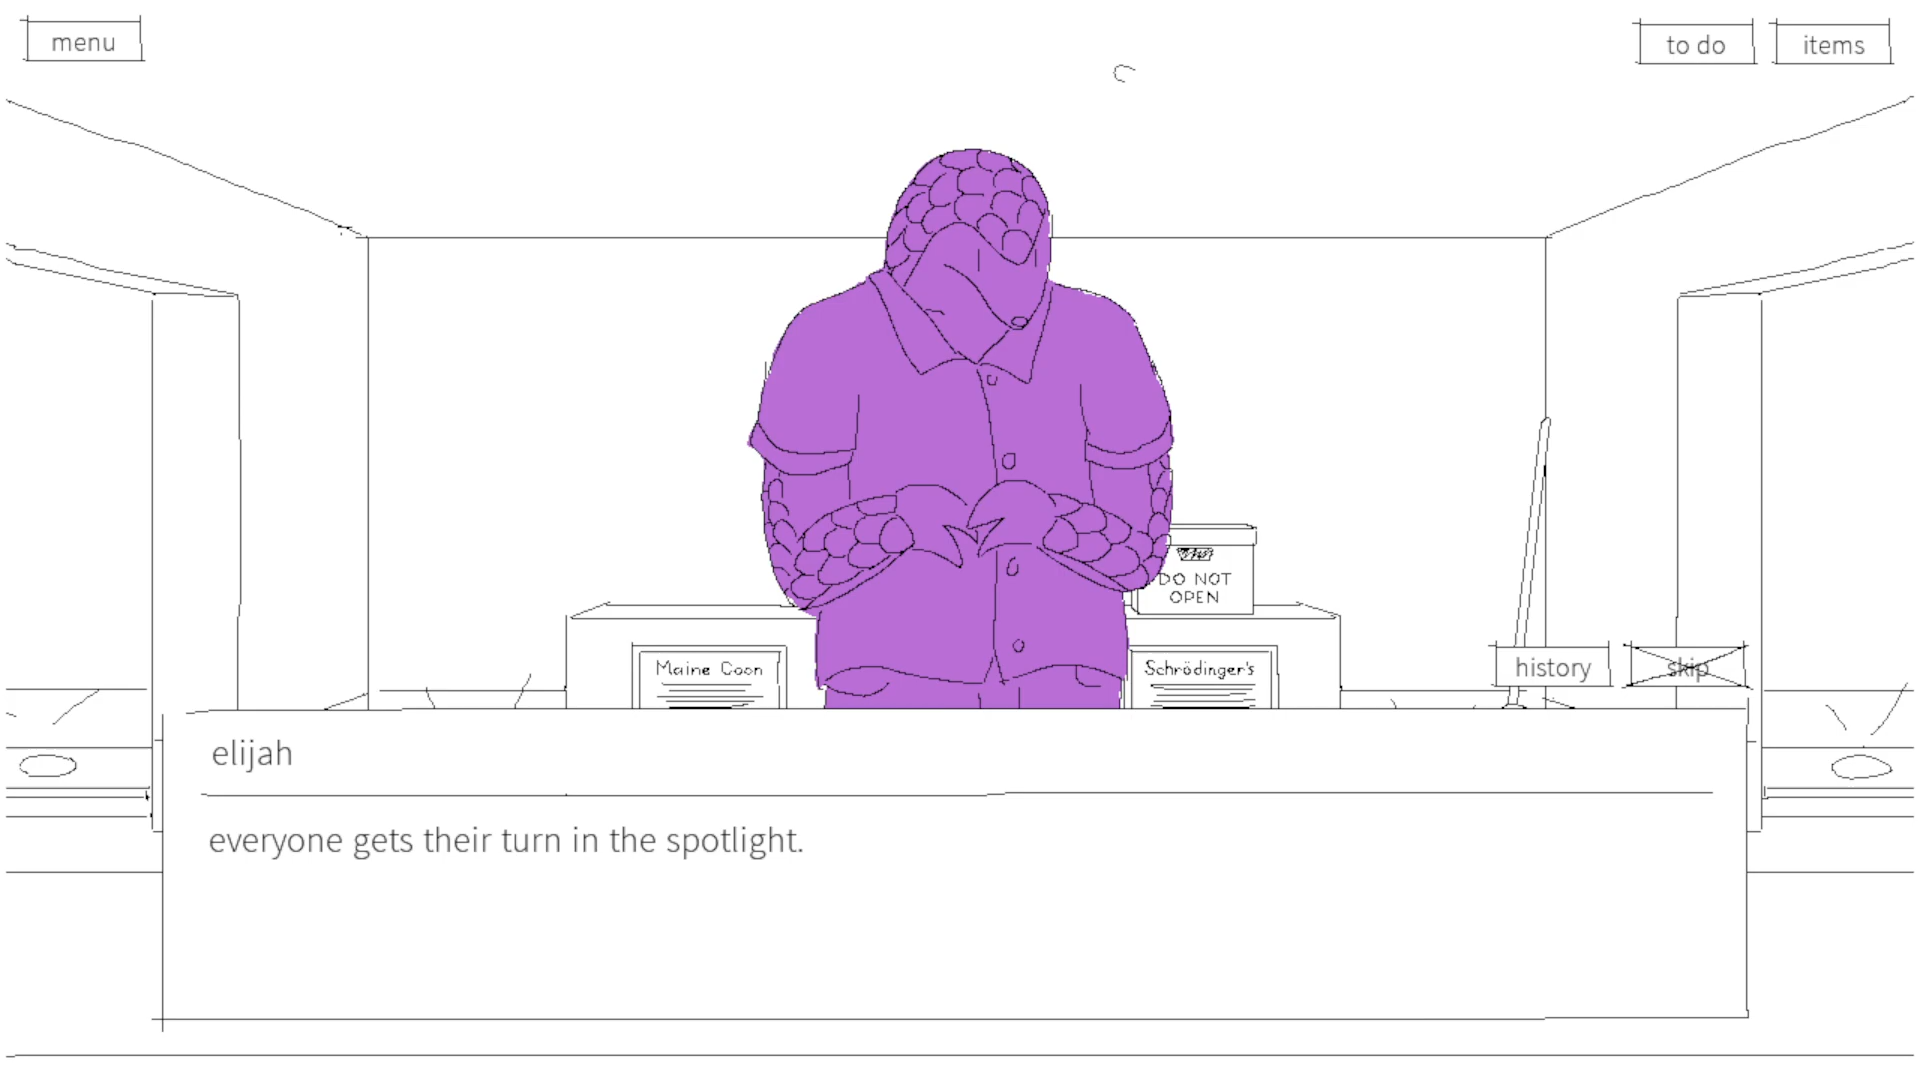 menu
to do
items
DO NOT
OPEN
Maine Coon
Schrödinger's
history
skip
elijah
everyone gets their turn in the spotlight.